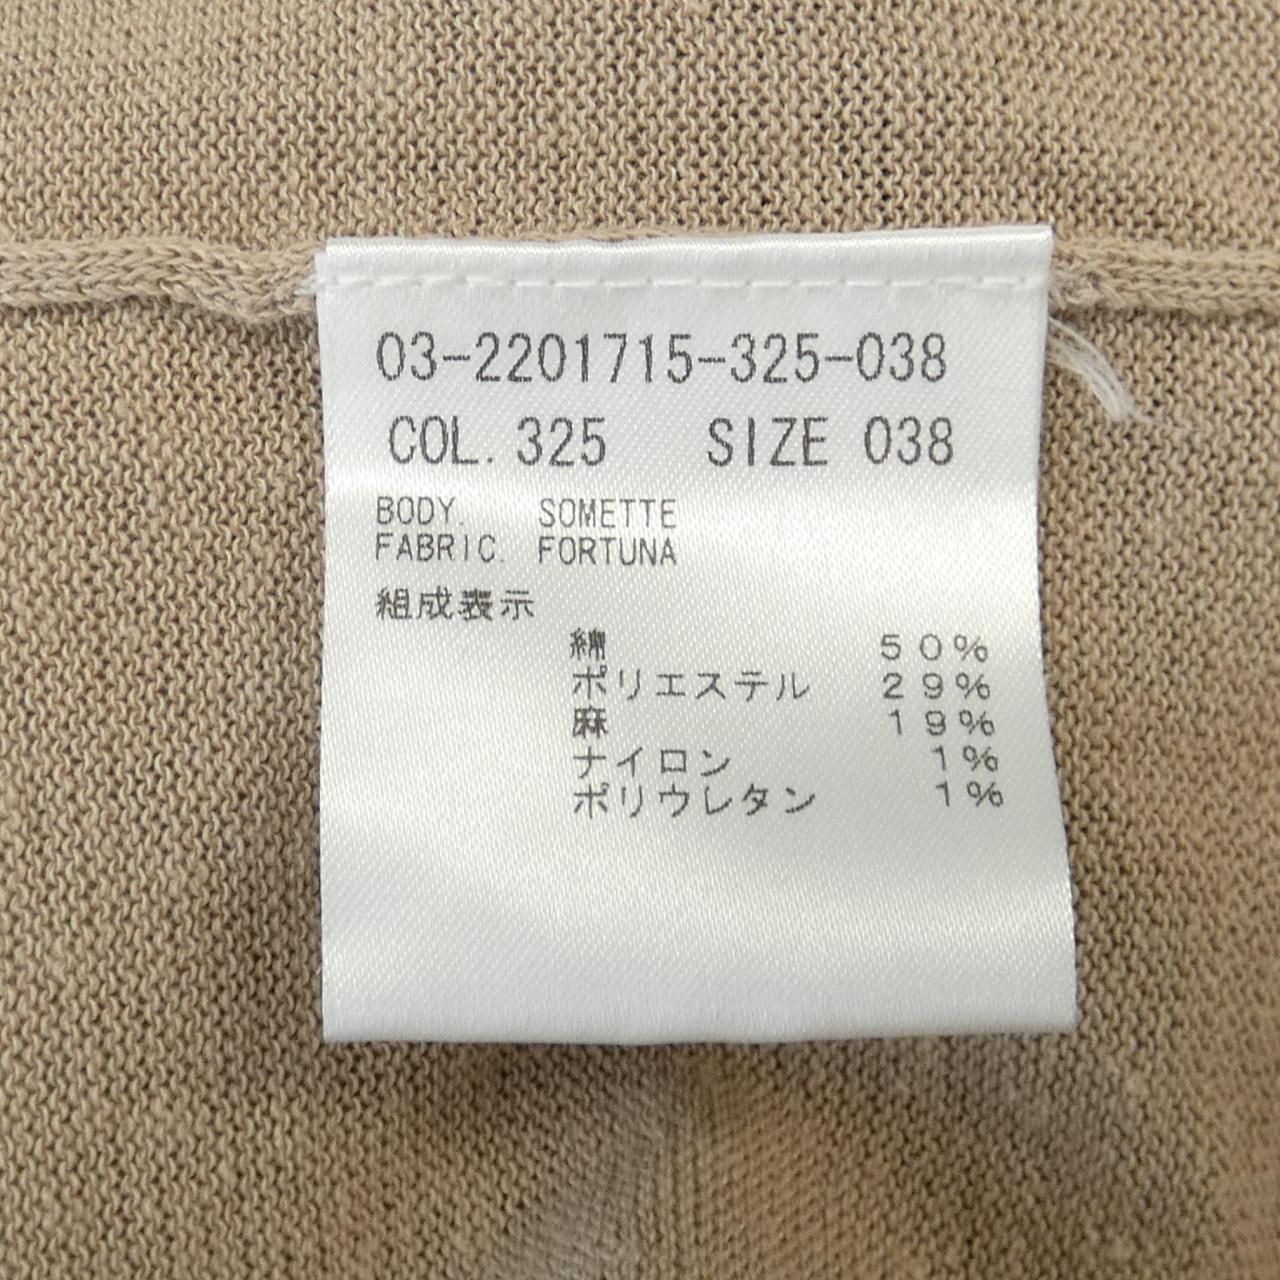 03-2201715-325-038
COL. 325 SIZE 038
BODY. SOMETTE
FABRIC. FORTUNA
組成表示
綿 50%
ポリエステル 29%
麻 19%
ナイロン 1%
ポリウレタン 1%